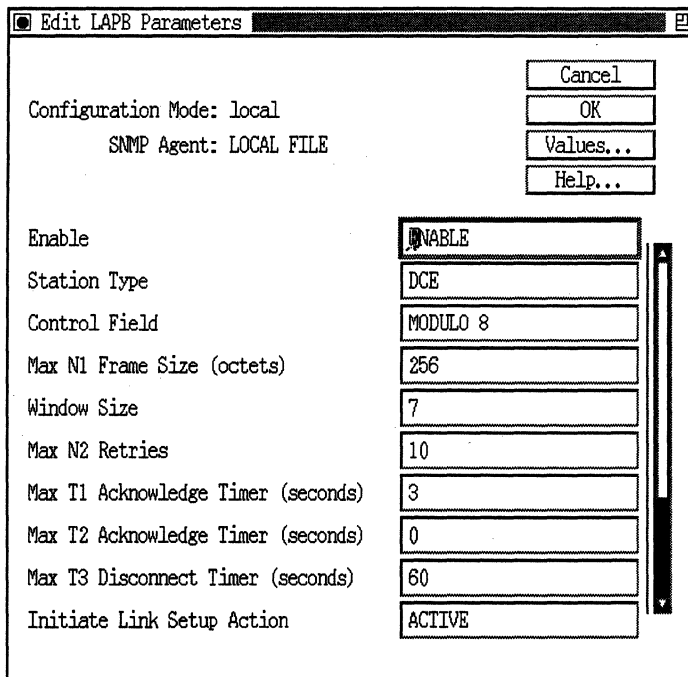 Edit LAPB Parameters
Cancel
Configuration Mode: local
OK
SNMP Agent: LOCAL FILE
Values...
Help...
Enable
ENABLE
Station Type
DCE
Control Field
MODULO 8
Max N1 Frame Size (octets)
256
Window Size
7
Max N2 Retries
10
Max T1 Acknowledge Timer (seconds)
3
Max T2 Acknowledge Timer (seconds)
0
Max T3 Disconnect Timer (seconds)
60
Initiate Link Setup Action
ACTIVE